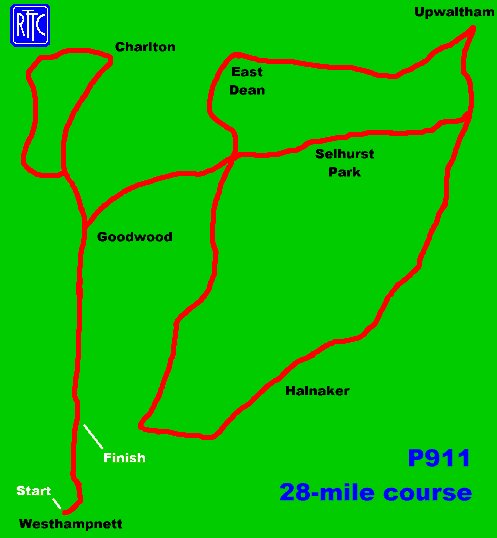 RTTC
Upwaltham
Charlton
East
Dean
Selhurst
Park
Goodwood
Halnaker
Finish
P911
28-mile course
Start
Westhampnett